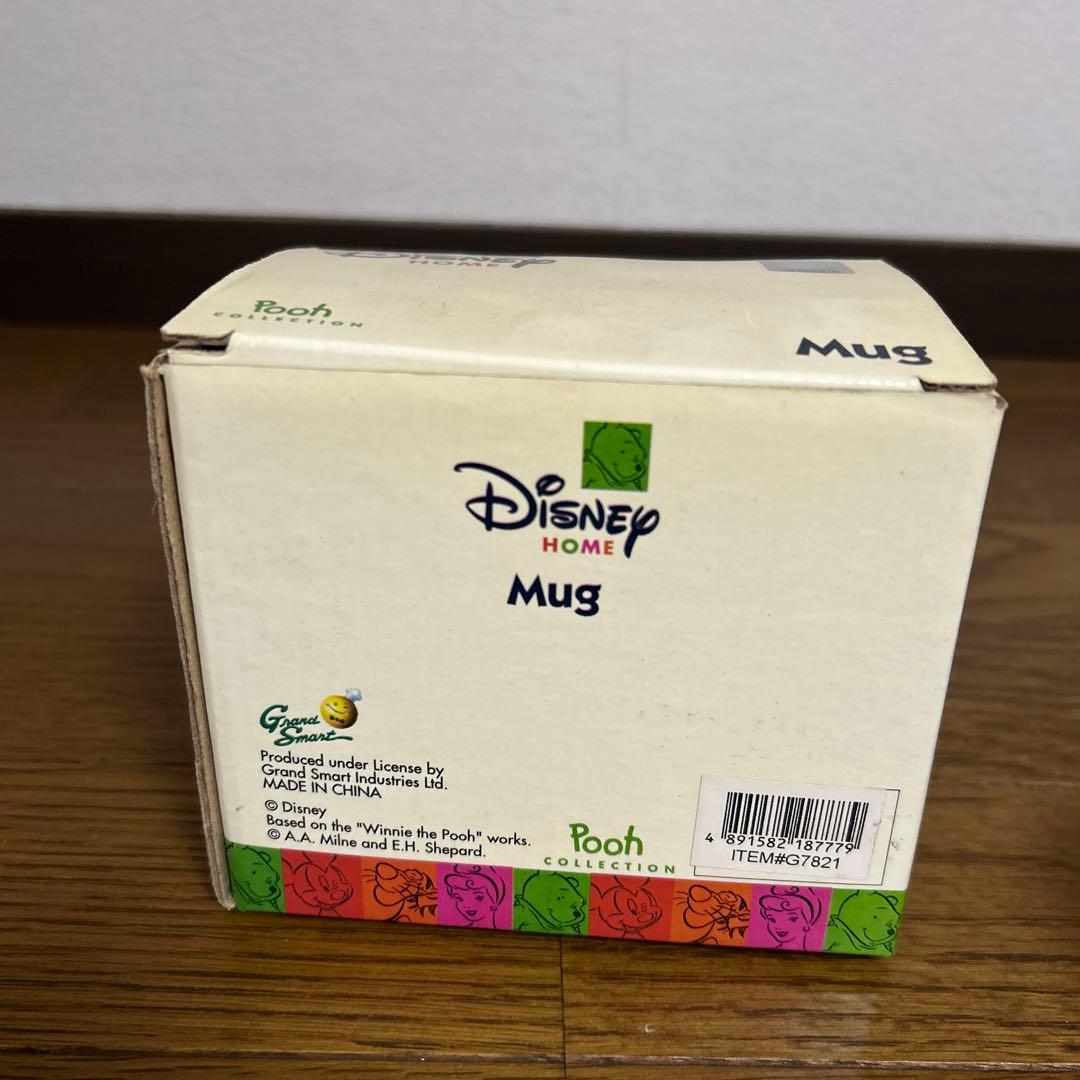 Disney
HOME
Pooh
COLLECTION
Mug
Disney
HOME
Mug
Grand
Smart
Produced under License by
Grand Smart Industries Ltd.
MADE IN CHINA
© Disney
Based on the "Winnie the Pooh" works.
© A.A. Milne and E.H. Shepard.
Pooh
COLLECTION
4 891582 187779
ITEM#G7821